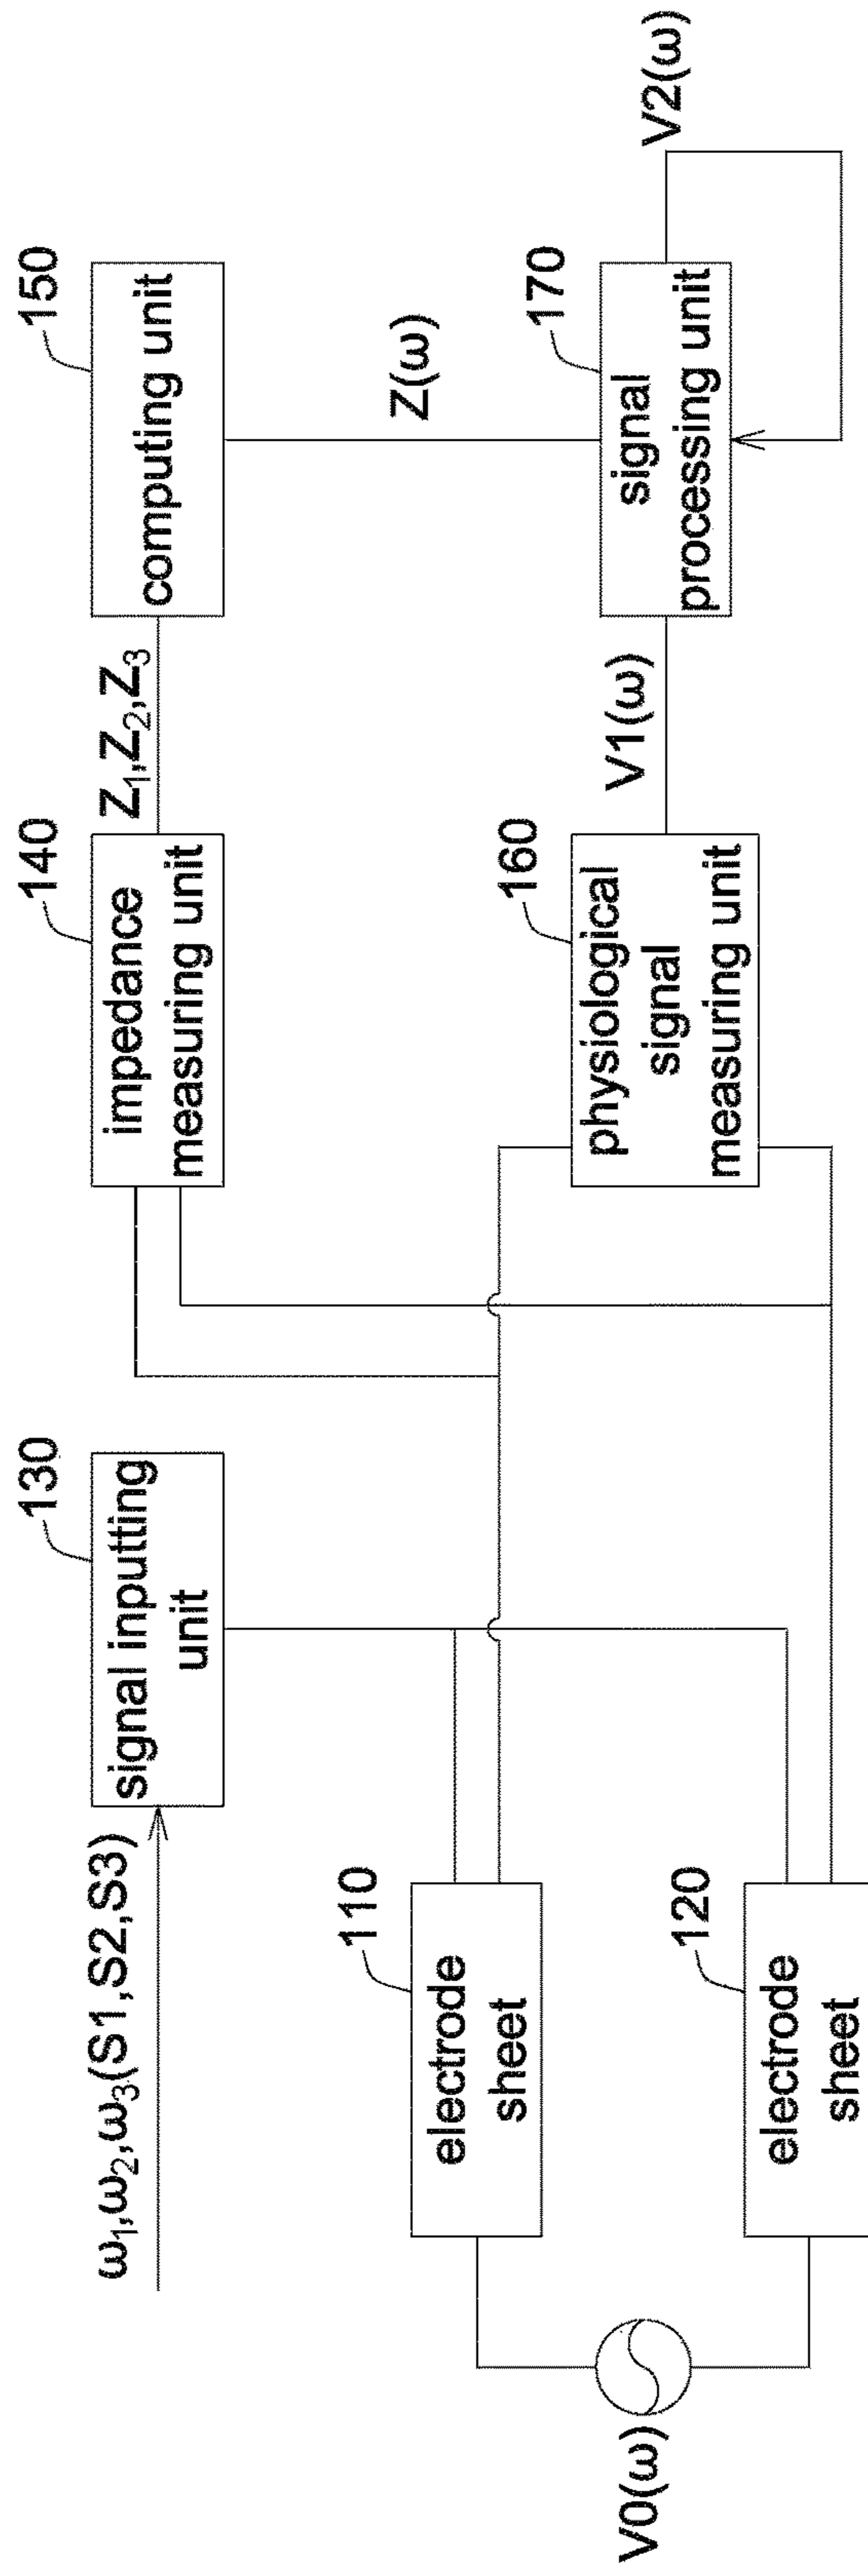 ω₁,ω₂,ω₃(S1,S2,S3)
130
signal inputting
unit
140
impedance
measuring unit
Z₁,Z₂,Z₃
150
computing unit
Z(ω)
110
electrode
sheet
120
electrode
sheet
V0(ω)
160
physiological
signal
measuring unit
V1(ω)
170
signal
processing unit
V2(ω)